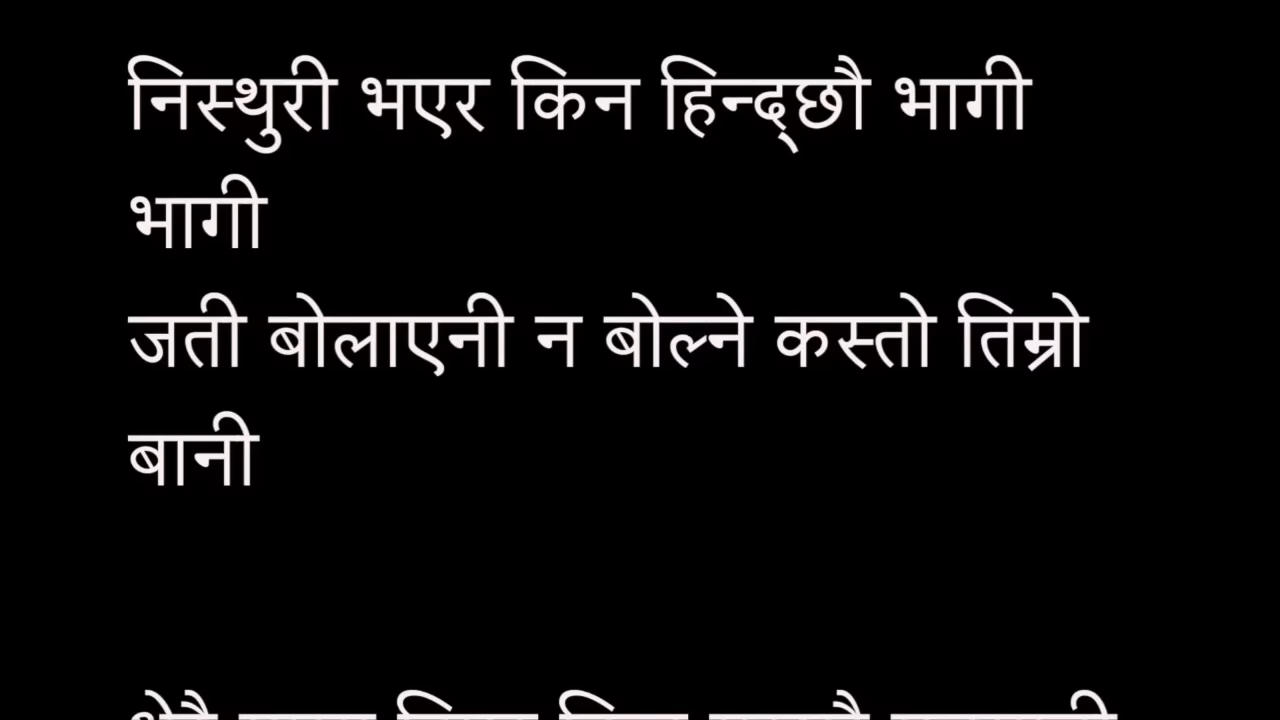 निस्थुरी भएर किन हिन्द्छौ भागी
भागी
जती बोलाएनी न बोल्ने कस्तो तिम्रो
बानी